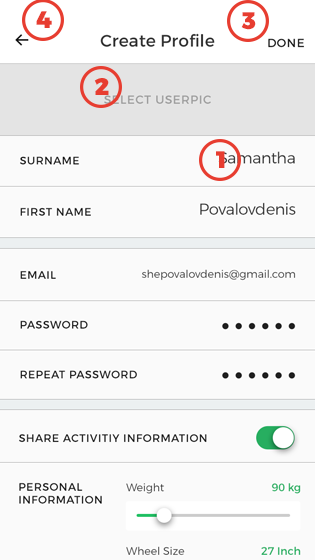 4
3
← Create Profile DONE
2
SELECT USERPIC
1
SURNAME Samantha
FIRST NAME Povalovdenis
EMAIL shepovalovdenis@gmail.com
PASSWORD ●●●●●●
REPEAT PASSWORD ●●●●●●
SHARE ACTIVITIY INFORMATION
PERSONAL INFORMATION
Weight 90 kg
Wheel Size 27 Inch